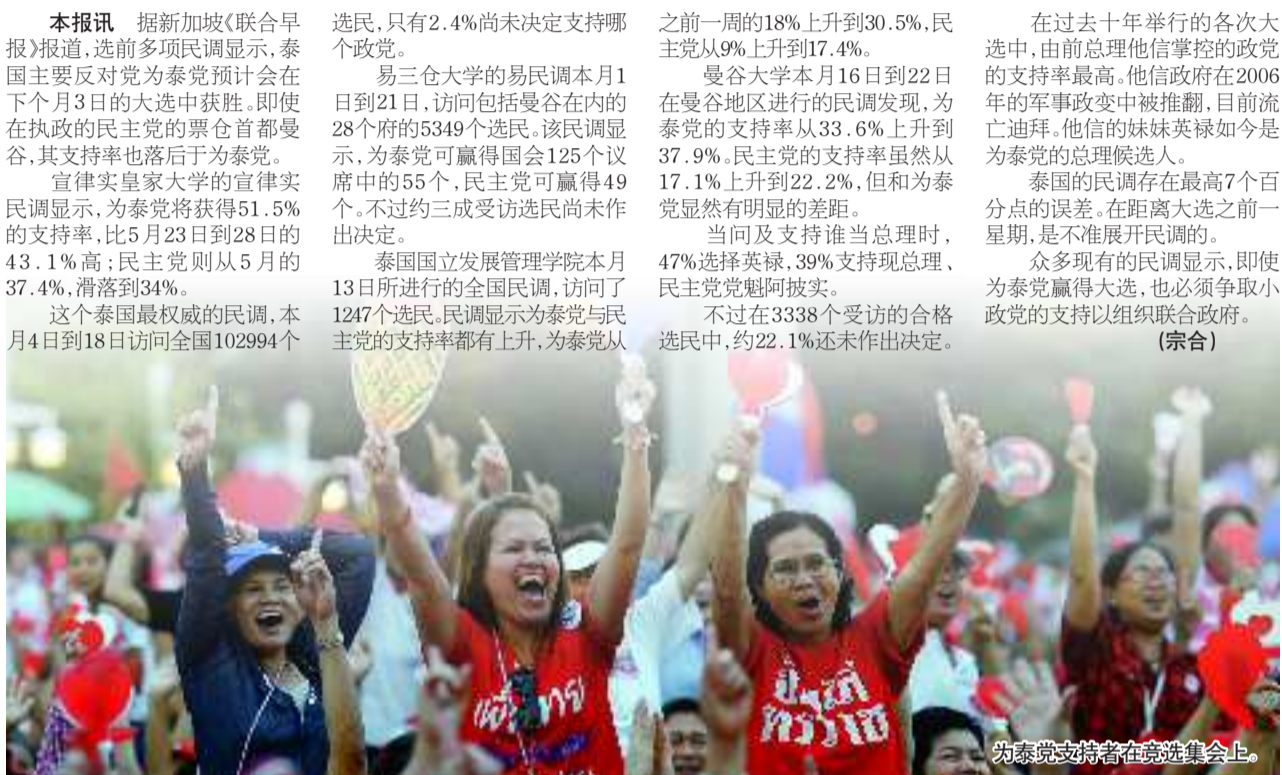 本报讯　据新加坡《联合早
报》报道，选前多项民调显示，泰
国主要反对党为泰党预计会在
下个月3日的大选中获胜。即使
在执政的民主党的票仓首都曼
谷，其支持率也落后于为泰党。
宣律实皇家大学的宣律实
民调显示，为泰党将获得51.5%
的支持率，比5月23日到28日的
43.1%高；民主党则从5月的
37.4%，滑落到34%。
这个泰国最权威的民调，本
月4日到18日访问全国102994个
选民，只有2.4%尚未决定支持哪
个政党。
易三仓大学的易民调本月1
日到21日，访问包括曼谷在内的
28个府的5349个选民。该民调显
示，为泰党可赢得国会125个议
席中的55个，民主党可赢得49
个。不过约三成受访选民尚未作
出决定。
泰国国立发展管理学院本月
13日所进行的全国民调，访问了
1247个选民。民调显示为泰党与民
主党的支持率都有上升，为泰党从
之前一周的18%上升到30.5%，民
主党从9%上升到17.4%。
曼谷大学本月16日到22日
在曼谷地区进行的民调发现，为
泰党的支持率从33.6%上升到
37.9%。民主党的支持率虽然从
17.1%上升到22.2%，但和为泰
党显然有明显的差距。
当问及支持谁当总理时，
47%选择英禄，39%支持现总理、
民主党党魁阿披实。
不过在3338个受访的合格
选民中，约22.1%还未作出决定。
在过去十年举行的各次大
选中，由前总理他信掌控的政党
的支持率最高。他信政府在2006
年的军事政变中被推翻，目前流
亡迪拜。他信的妹妹英禄如今是
为泰党的总理候选人。
泰国的民调存在最高7个百
分点的误差。在距离大选之前一
星期，是不准展开民调的。
众多现有的民调显示，即使
为泰党赢得大选，也必须争取小
政党的支持以组织联合政府。
（宗合）
为泰党支持者在竞选集会上。